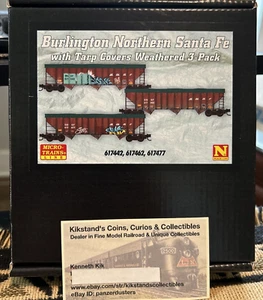 Burlington Northern Santa Fe
with Tarp Covers Weathered 3 Pack
MICRO-TRAINS
LINE
N
617442, 617462, 617477
Kikstand's Coins, Curios & Collectibles
Dealer in Fine Model Railroad & Unique Collectibles
Kenneth Kik
www.ebay.com/str/kikstandscollectibles
eBay ID: panzerdusters